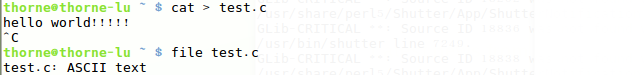 thorne@thorne-lu ~ $ cat > test.c
hello world!!!!!
^C
thorne@thorne-lu ~ $ file test.c
test.c: ASCII text